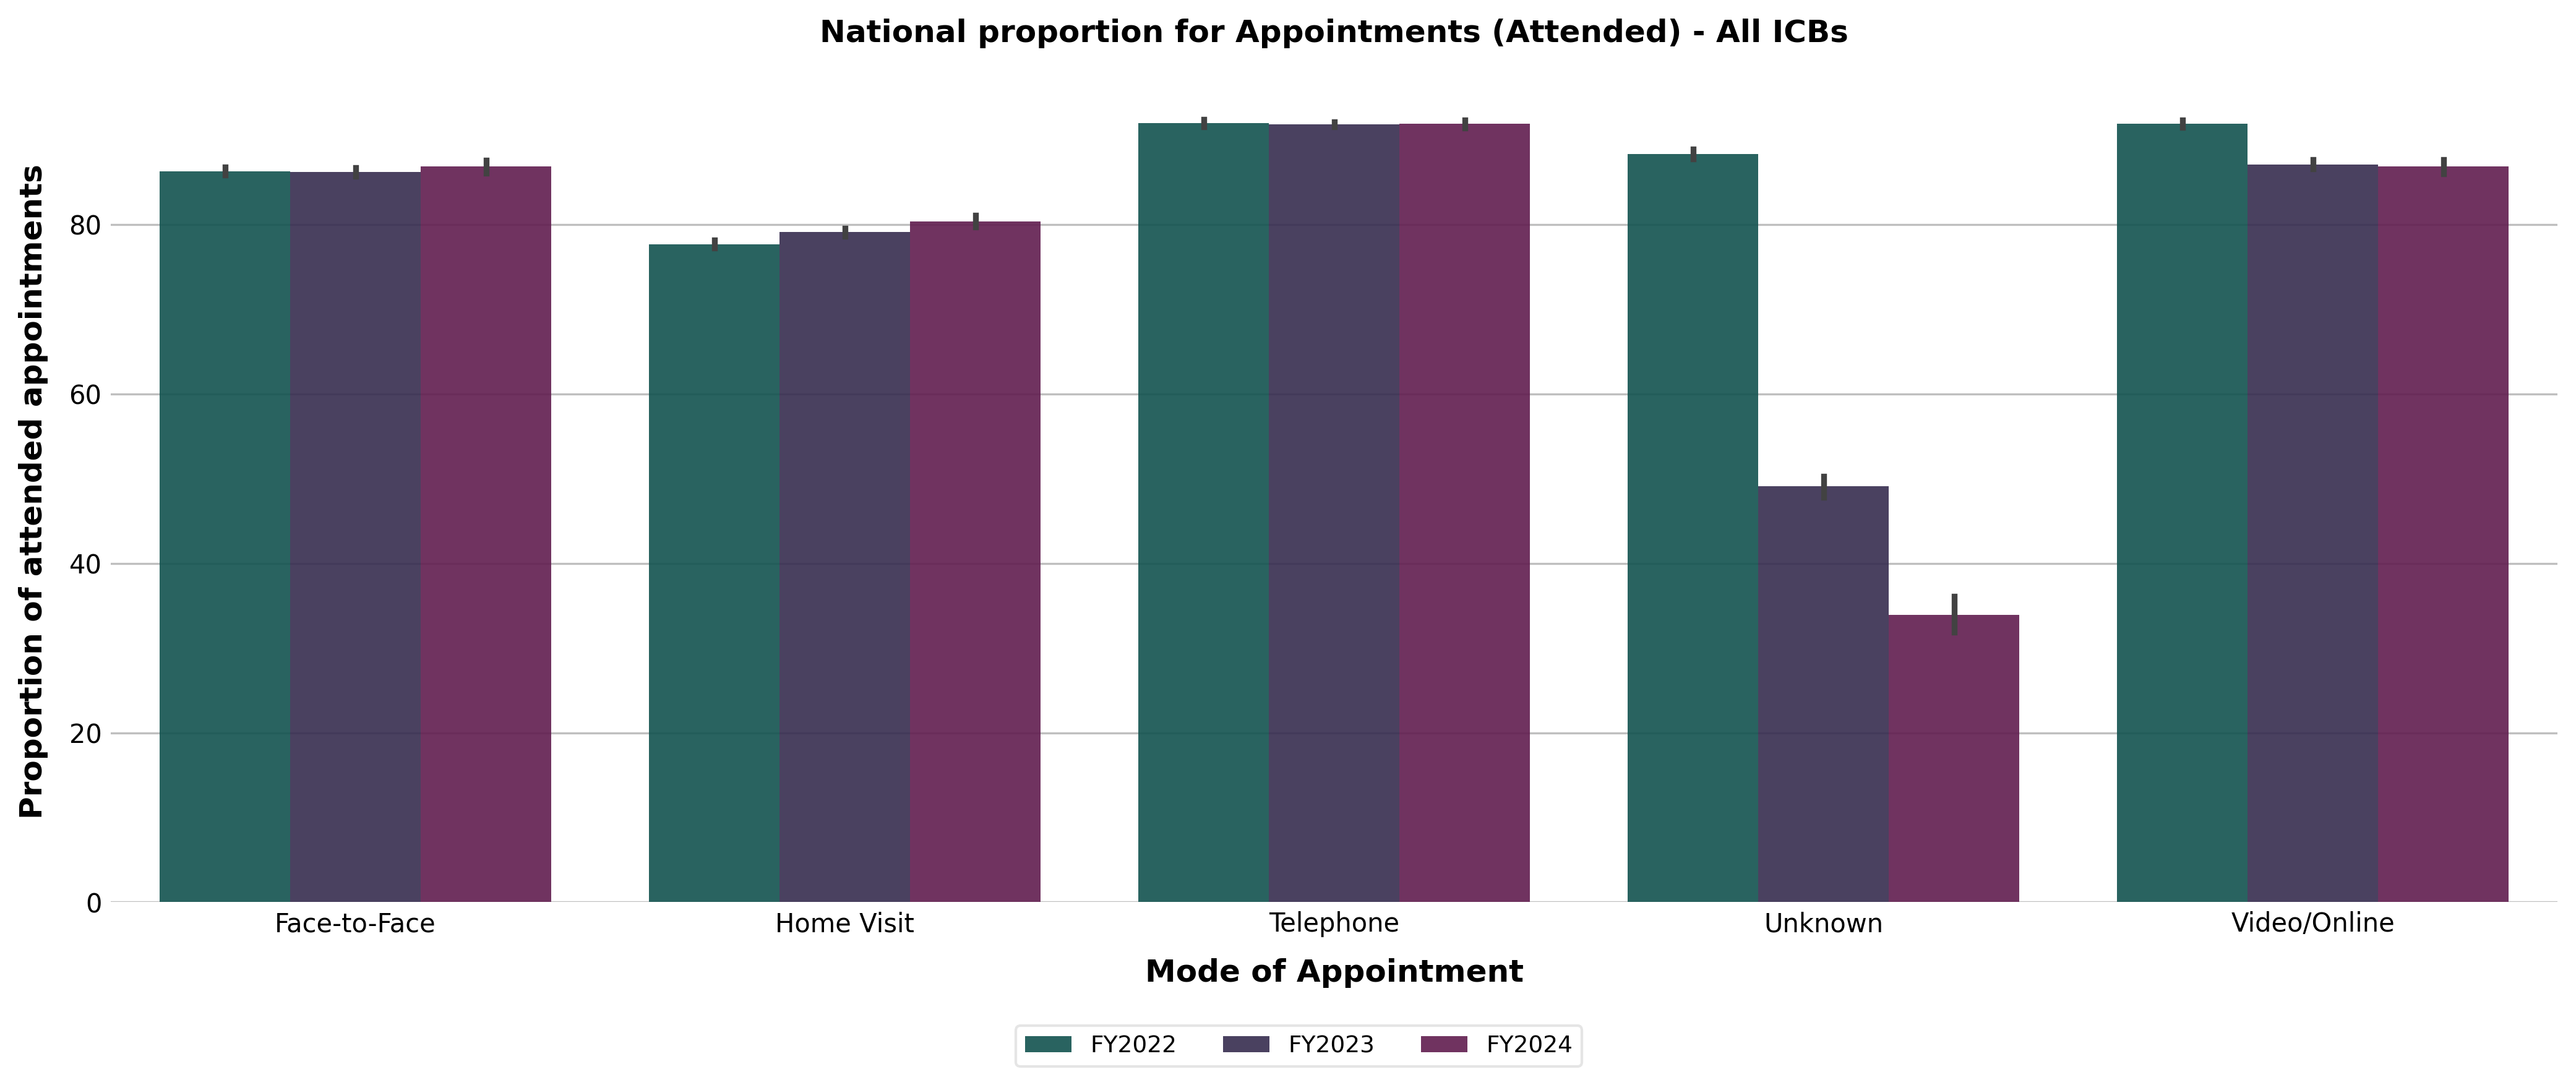 National proportion for Appointments (Attended) - All ICBs
Proportion of attended appointments
80
60
40
20
0
Face-to-Face
Home Visit
Telephone
Unknown
Video/Online
Mode of Appointment
FY2022
FY2023
FY2024